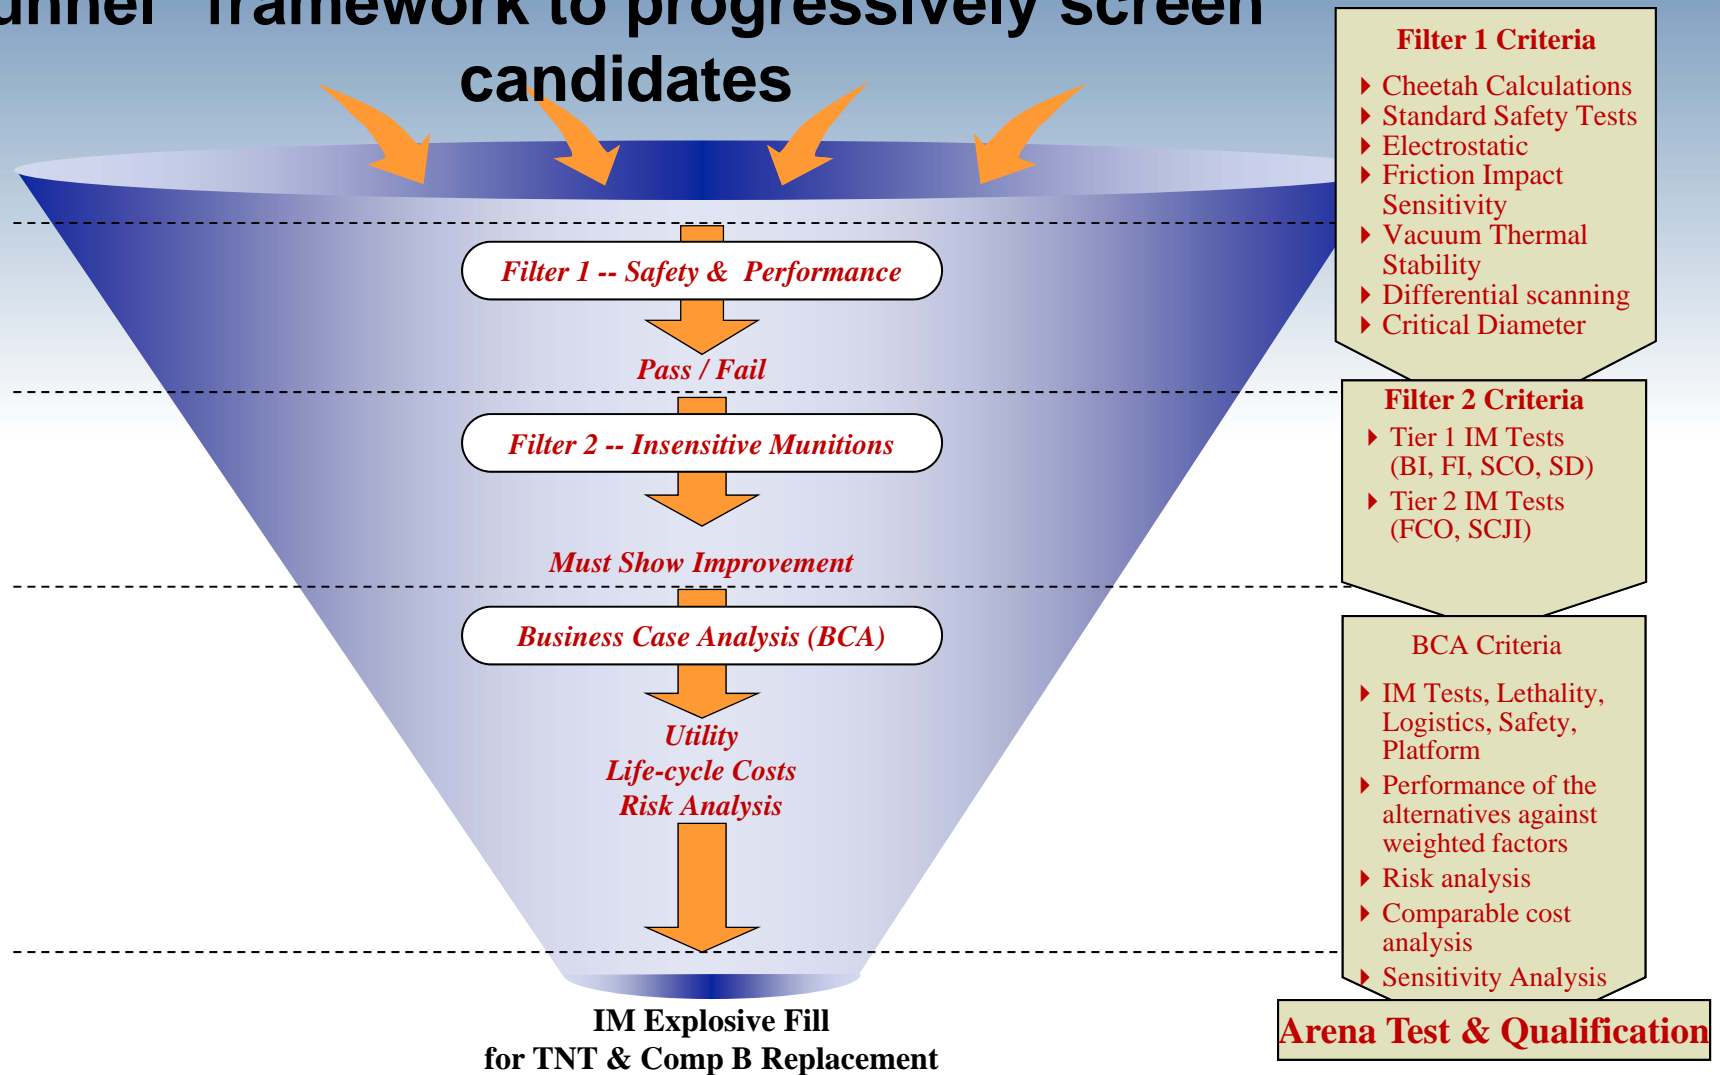 framework to progressively screen
candidates
Filter 1 -- Safety & Performance
Pass / Fail
Filter 2 -- Insensitive Munitions
Must Show Improvement
Business Case Analysis (BCA)
Utility
Life-cycle Costs
Risk Analysis
IM Explosive Fill
for TNT & Comp B Replacement
Filter 1 Criteria
Cheetah Calculations
Standard Safety Tests
Electrostatic
Friction Impact
Sensitivity
Vacuum Thermal
Stability
Differential scanning
Critical Diameter
Filter 2 Criteria
Tier 1 IM Tests
(BI, FI, SCO, SD)
Tier 2 IM Tests
(FCO, SCJI)
BCA Criteria
IM Tests, Lethality,
Logistics, Safety,
Platform
Performance of the
alternatives against
weighted factors
Risk analysis
Comparable cost
analysis
Sensitivity Analysis
Arena Test & Qualification